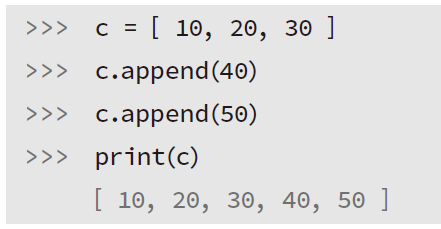 >>> c = [ 10, 20, 30 ]
>>> c.append(40)
>>> c.append(50)
>>> print(c)
[ 10, 20, 30, 40, 50 ]